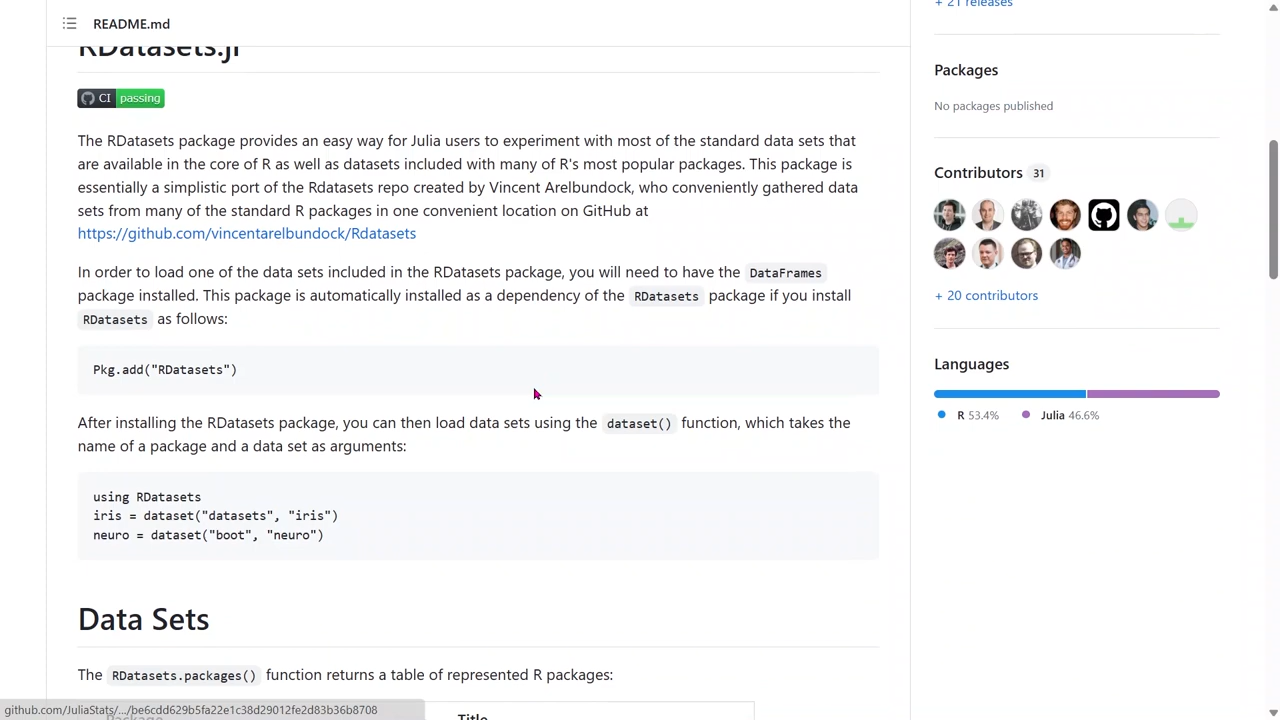 README.md
+ 21 releases
RDatasets.jl
CI passing
The RDatasets package provides an easy way for Julia users to experiment with most of the standard data sets that
are available in the core of R as well as datasets included with many of R's most popular packages. This package is
essentially a simplistic port of the Rdatasets repo created by Vincent Arelbundock, who conveniently gathered data
sets from many of the standard R packages in one convenient location on GitHub at
https://github.com/vincentarelbundock/Rdatasets
In order to load one of the data sets included in the RDatasets package, you will need to have the DataFrames
package installed. This package is automatically installed as a dependency of the RDatasets package if you install
RDatasets as follows:
Pkg.add("RDatasets")
After installing the RDatasets package, you can then load data sets using the dataset() function, which takes the
name of a package and a data set as arguments:
using RDatasets
iris = dataset("datasets", "iris")
neuro = dataset("boot", "neuro")
Data Sets
The RDatasets.packages() function returns a table of represented R packages:
Package
Title
Packages
No packages published
Contributors 31
+ 20 contributors
Languages
R 53.4%
Julia 46.6%
github.com/JuliaStats/.../be6cdd629b5fa22e1c38d29012fe2d83b36b8708